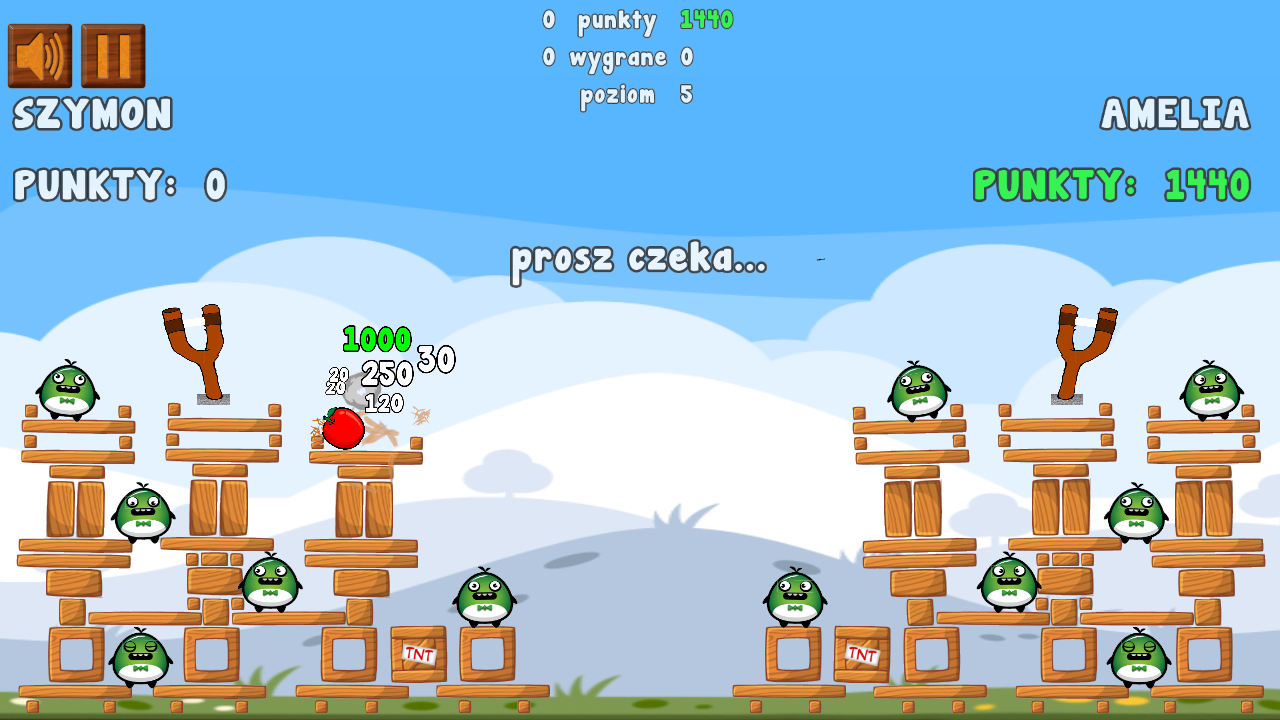 0 punkty 1440
0 wygrane 0
poziom 5
SZYMON
AMELIA
PUNKTY: 0
PUNKTY: 1440
prosz czeka...
1000
30
20
250
20
120
TNT
TNT